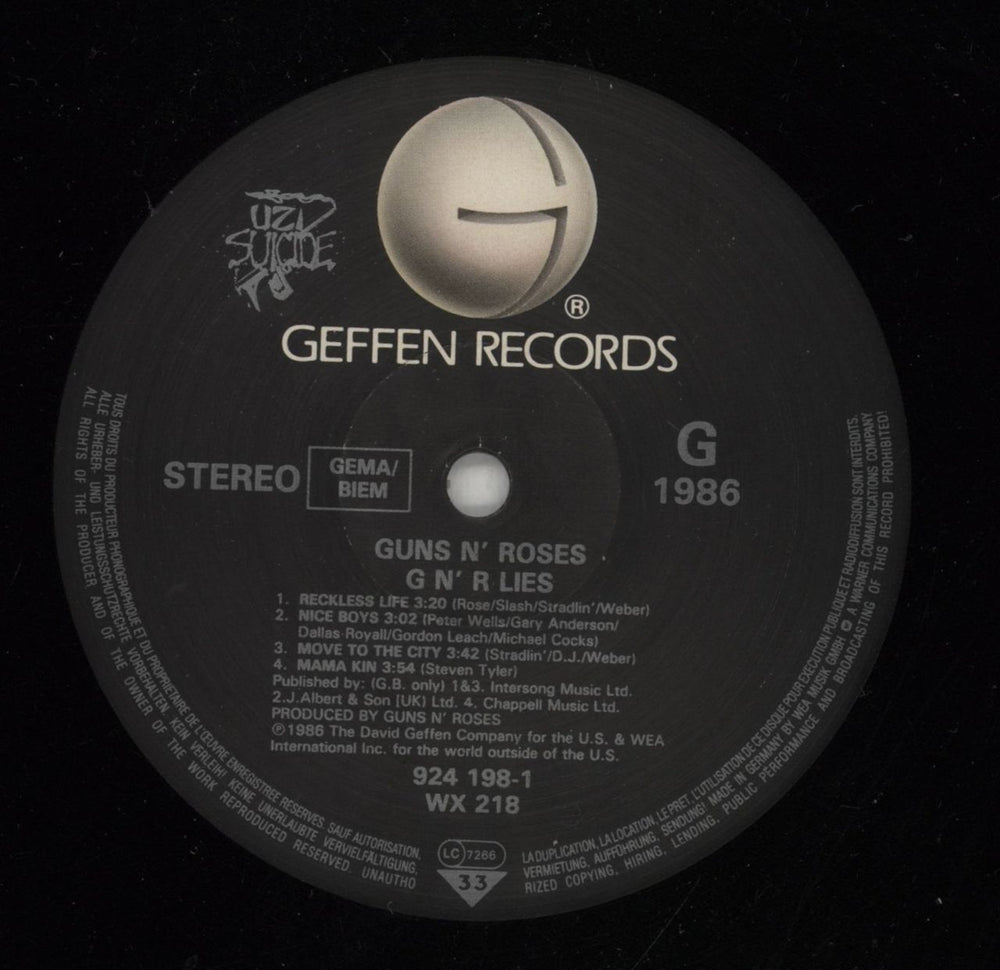 UZI
SUICIDE
®
GEFFEN RECORDS
STEREO
GEMA/
BIEM
G
1986
GUNS N' ROSES
G N' R LIES
1. RECKLESS LIFE 3:20 (Rose/Slash/Stradlin'/Weber)
2. NICE BOYS 3:02 (Peter Wells/Gary Anderson/
Dallas Royall/Gordon Leach/Michael Cocks)
3. MOVE TO THE CITY 3:42 (Stradlin'/D.J./Weber)
4. MAMA KIN 3:54 (Steven Tyler)
Published by: (G.B. only) 1&3. Intersong Music Ltd.
2.J.Albert & Son [UK) Ltd. 4. Chappell Music Ltd.
PRODUCED BY GUNS N' ROSES
℗1986 The David Geffen Company for the U.S. & WEA
International Inc. for the world outside of the U.S.
924 198-1
WX 218
LC 7266
33
TOUS DROITS DU PRODUCTEUR PHONOGRAPHIQUE ET DU PROPRIETAIRE DE L'ŒUVRE ENREGISTREE RESERVES. SAUF AUTORISATION,
LA DUPLICATION, LA LOCATION, LE PRET, L'UTILISATION DE CE DISQUE POUR EXECUTION PUBLIQUE ET RADIODIFFUSION SONT INTERDITS.
ALLE URHEBER- UND LEISTUNGSSCHUTZRECHTE VORBEHALTEN. KEIN VERLEIH! KEINE UNERLAUBTE VERVIELFÄLTIGUNG,
VERMIETUNG, AUFFÜHRUNG, SENDUNG! MADE IN GERMANY BY WEA MUSIK GMBH A WARNER COMMUNICATIONS COMPANY
ALL RIGHTS OF THE PRODUCER AND OF THE OWNER OF THE WORK REPRODUCED RESERVED. UNAUTHO
RIZED COPYING, HIRING, LENDING, PUBLIC PERFORMANCE AND BROADCASTING OF THIS RECORD PROHIBITED!